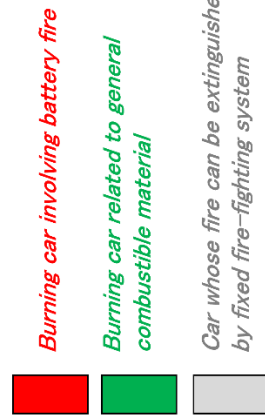 Burning car involving battery fire
Burning car related to general
combustible material
Car whose fire can be extinguishe
by fixed fire-fighting system